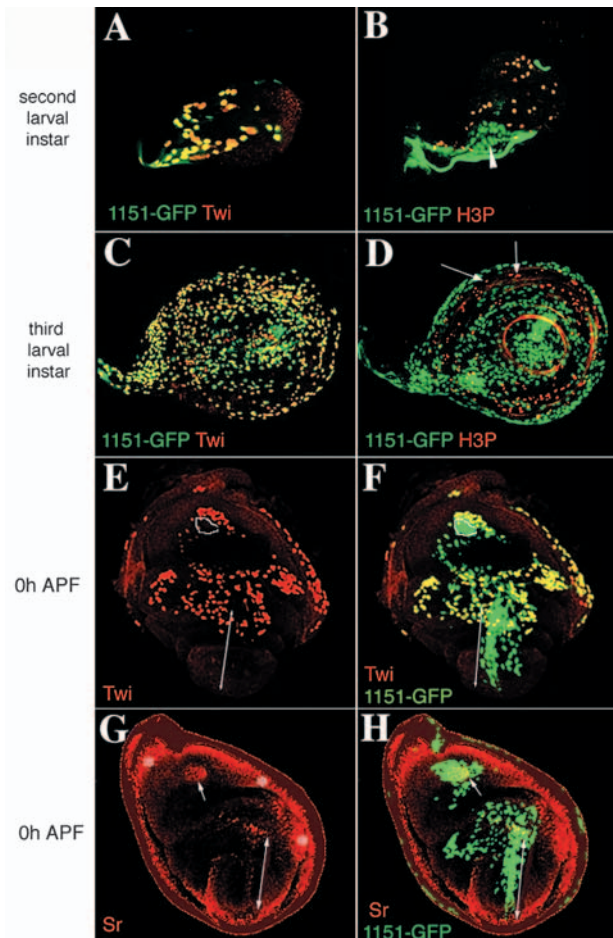 A
B
second
larval
instar
1151-GFP Twi
1151-GFP H3P
C
D
third
larval
instar
1151-GFP Twi
1151-GFP H3P
E
F
0h APF
Twi
Twi
1151-GFP
G
H
0h APF
Sr
Sr
1151-GFP